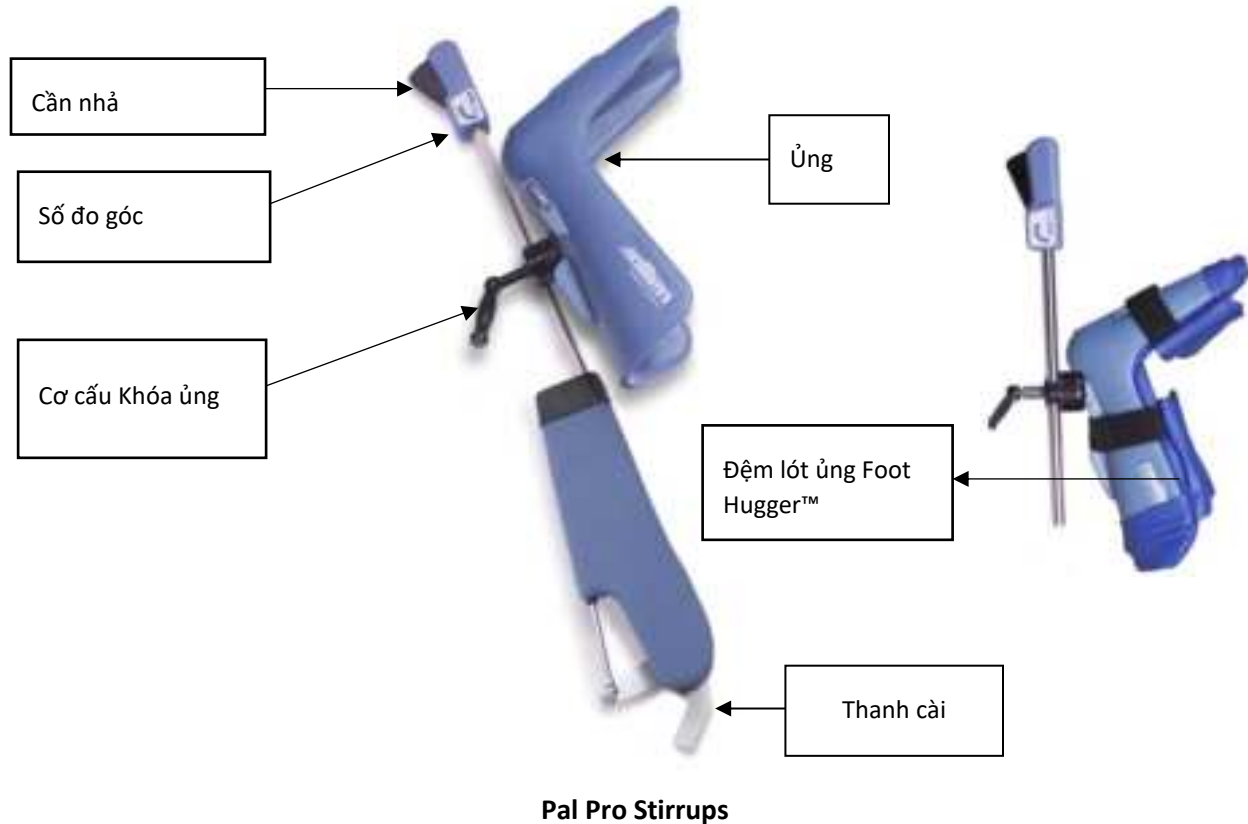 Cần nhả
Số đo góc
Cơ cấu Khóa ủng
Ủng
Đệm lót ủng Foot
Hugger™
Thanh cài
Pal Pro Stirrups